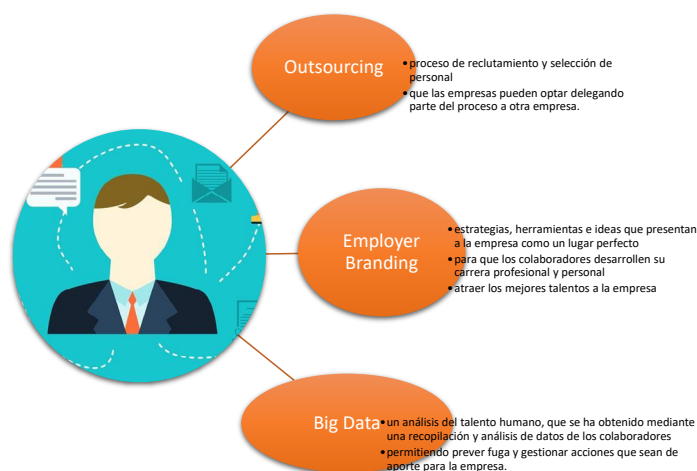 Outsourcing
• proceso de reclutamiento y selección de
personal
• que las empresas pueden optar delegando
parte del proceso a otra empresa.
Employer
Branding
• estrategias, herramientas e ideas que presentan
a la empresa como un lugar perfecto
• para que los colaboradores desarrollen su
carrera profesional y personal
• atraer los mejores talentos a la empresa
Big Data
• un análisis del talento humano, que se ha obtenido mediante
una recopilación y análisis de datos de los colaboradores
• permitiendo prever fuga y gestionar acciones que sean de
aporte para la empresa.